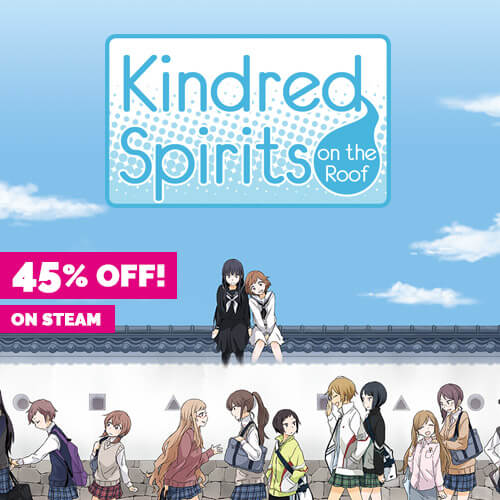 Kindred
Spirits
on the
Roof
45% OFF!
ON STEAM